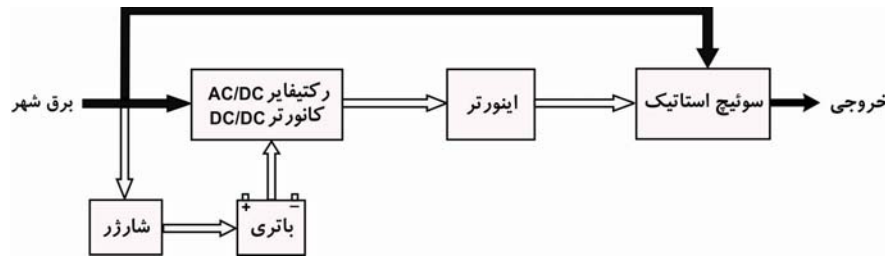 برق شهر
رکتیفایر AC/DC
کانورتر DC/DC
اینورتر
سوئیچ استاتیک
خروجی
شارژر
+ −
باتری